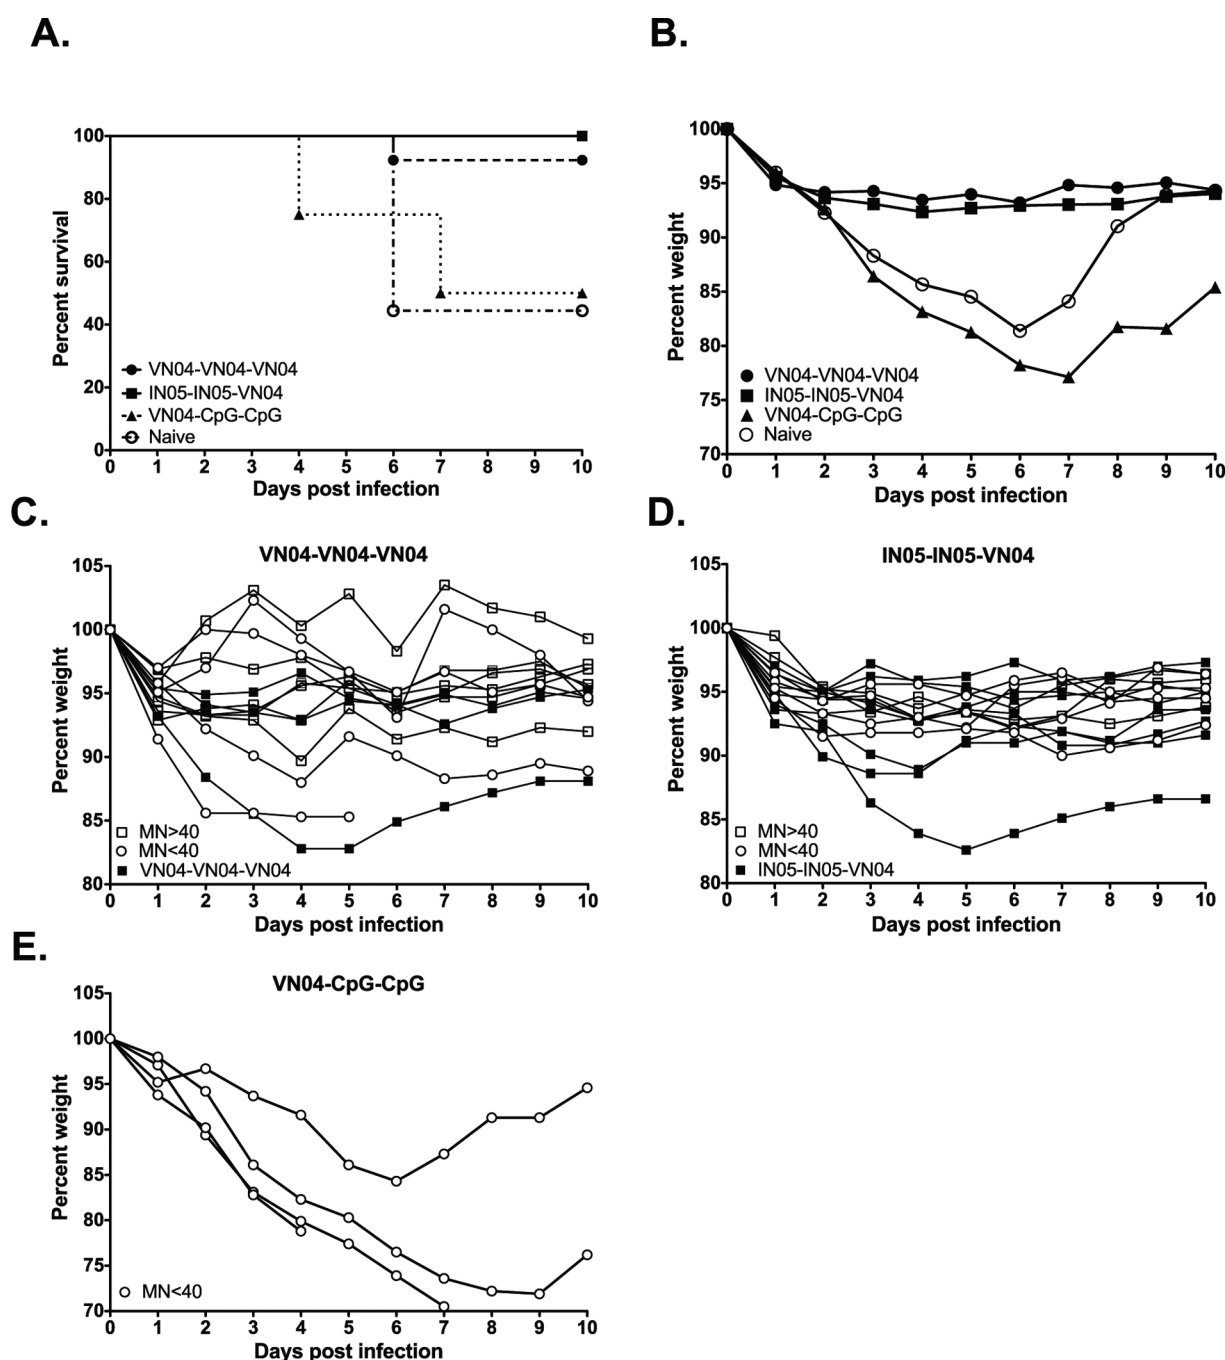 A.
Percent survival
100
80
60
40
20
0
VN04-VN04-VN04
IN05-IN05-VN04
VN04-CpG-CpG
Naive
0 1 2 3 4 5 6 7 8 9 10
Days post infection
B.
Percent weight
100
95
90
85
80
75
70
VN04-VN04-VN04
IN05-IN05-VN04
VN04-CpG-CpG
Naive
0 1 2 3 4 5 6 7 8 9 10
Days post infection
C.
VN04-VN04-VN04
Percent weight
105
100
95
90
85
80
MN>40
MN<40
VN04-VN04-VN04
0 1 2 3 4 5 6 7 8 9 10
Days post infection
D.
IN05-IN05-VN04
Percent weight
105
100
95
90
85
80
MN>40
MN<40
IN05-IN05-VN04
0 1 2 3 4 5 6 7 8 9 10
Days post infection
E.
VN04-CpG-CpG
Percent weight
105
100
95
90
85
80
75
70
MN<40
0 1 2 3 4 5 6 7 8 9 10
Days post infection